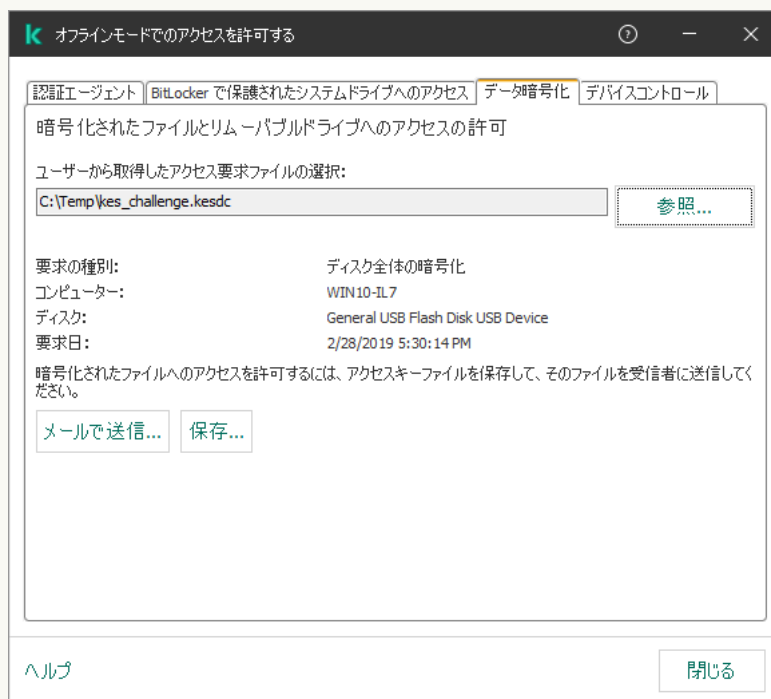 オフラインモードでのアクセスを許可する
認証エージェント BitLocker で保護されたシステムドライブへのアクセス データ暗号化 デバイスコントロール
暗号化されたファイルとリムーバブルドライブへのアクセスの許可
ユーザーから取得したアクセス要求ファイルの選択:
C:\Temp\kes_challenge.kesdc 参照...
要求の種別: ディスク全体の暗号化
コンピューター: WIN10-IL7
ディスク: General USB Flash Disk USB Device
要求日: 2/28/2019 5:30:14 PM
暗号化されたファイルへのアクセスを許可するには、アクセスキーファイルを保存して、そのファイルを受信者に送信してく
ださい。
メールで送信... 保存...
ヘルプ 閉じる